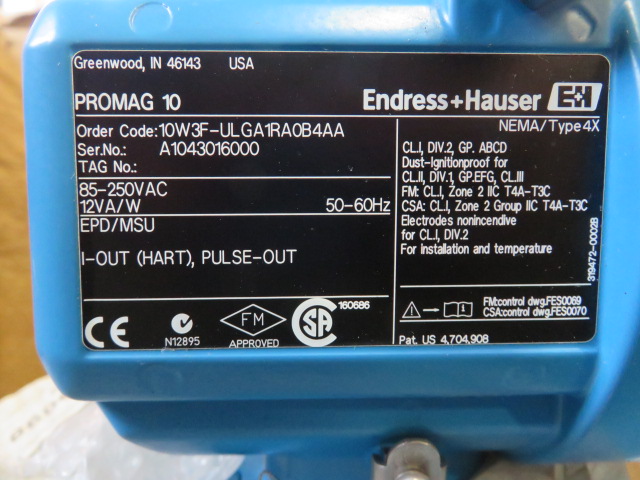 Greenwood, IN 46143 USA
PROMAG 10
Endress+Hauser E+H
NEMA/Type 4X
Order Code: 10W3F-ULGA1RA0B4AA
Ser.No.: A1043016000
TAG No.:
85-250VAC
12VA/W 50-60Hz
EPD/MSU
I-OUT (HART), PULSE-OUT
CL.I, DIV.2, GP. ABCD
Dust-Ignitionproof for
CL.II, DIV.1, GP.EFG, CL.III
FM: CL.I, Zone 2 IIC T4A-T3C
CSA: CL.I, Zone 2 Group IIC T4A-T3C
Electrodes nonincendive
for CL.I, DIV.2
For installation and temperature
319472-0002B
FM:control dwg.FES0069
CSA:control dwg.FES0070
Pat. US 4,704,908
CE
N12895
FM
APPROVED
SA
160686